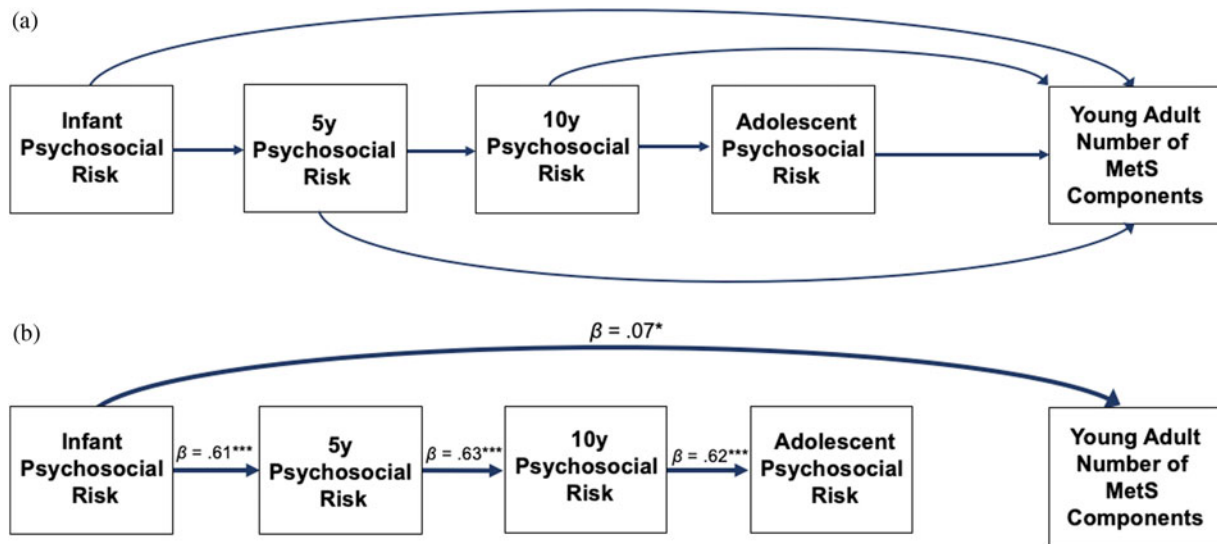 (a)
Infant
Psychosocial
Risk
5y
Psychosocial
Risk
10y
Psychosocial
Risk
Adolescent
Psychosocial
Risk
Young Adult
Number of
MetS
Components
(b)
β = .07*
Infant
Psychosocial
Risk
β = .61***
5y
Psychosocial
Risk
β = .63***
10y
Psychosocial
Risk
β = .62***
Adolescent
Psychosocial
Risk
Young Adult
Number of
MetS
Components